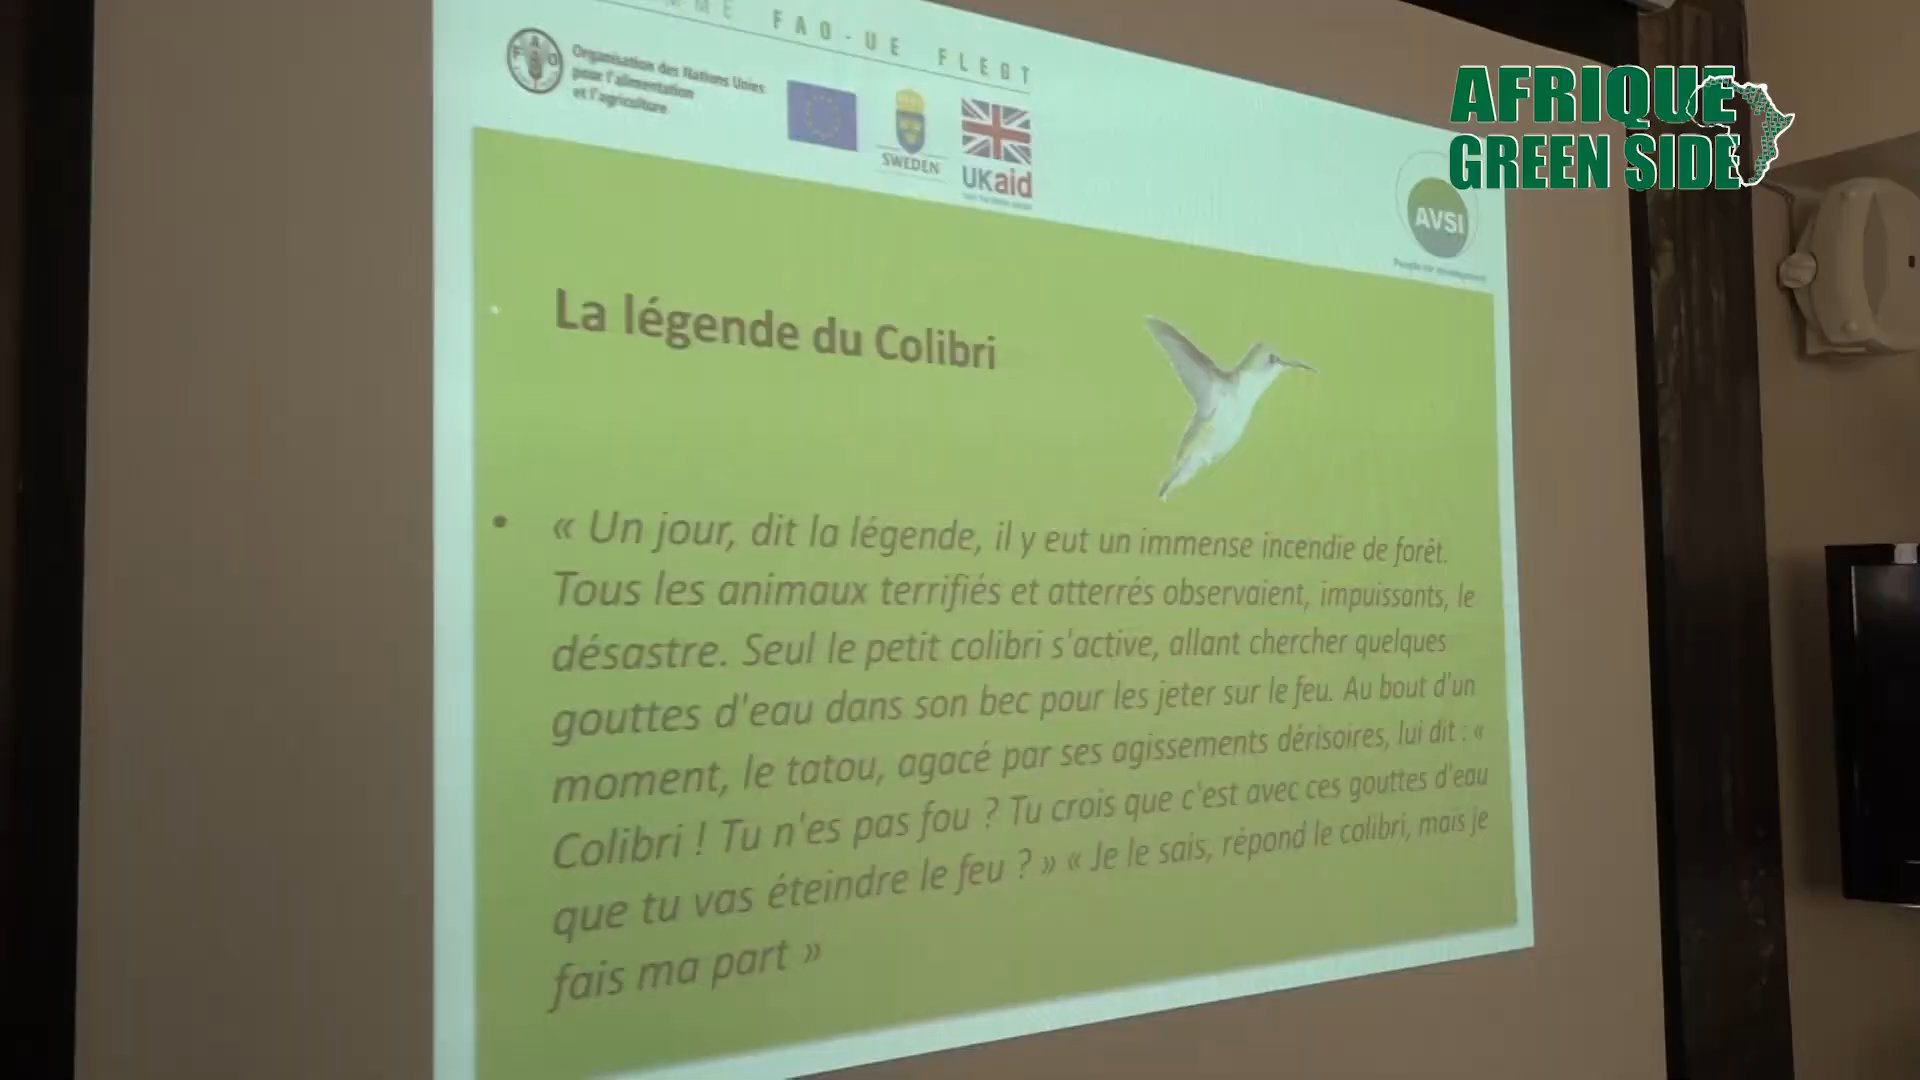 FAO-UE FLEGT
FAO
Organisation des Nations Unies
pour l'alimentation
et l'agriculture
SWEDEN
UKaid
AFRIQUE
GREEN SIDE
AVSI
La légende du Colibri
• « Un jour, dit la légende, il y eut un immense incendie de forêt.
Tous les animaux terrifiés et atterrés observaient, impuissants, le
désastre. Seul le petit colibri s'active, allant chercher quelques
gouttes d'eau dans son bec pour les jeter sur le feu. Au bout d'un
moment, le tatou, agacé par ses agissements dérisoires, lui dit : «
Colibri ! Tu n'es pas fou ? Tu crois que c'est avec ces gouttes d'eau
que tu vas éteindre le feu ? » « Je le sais, répond le colibri, mais je
fais ma part »